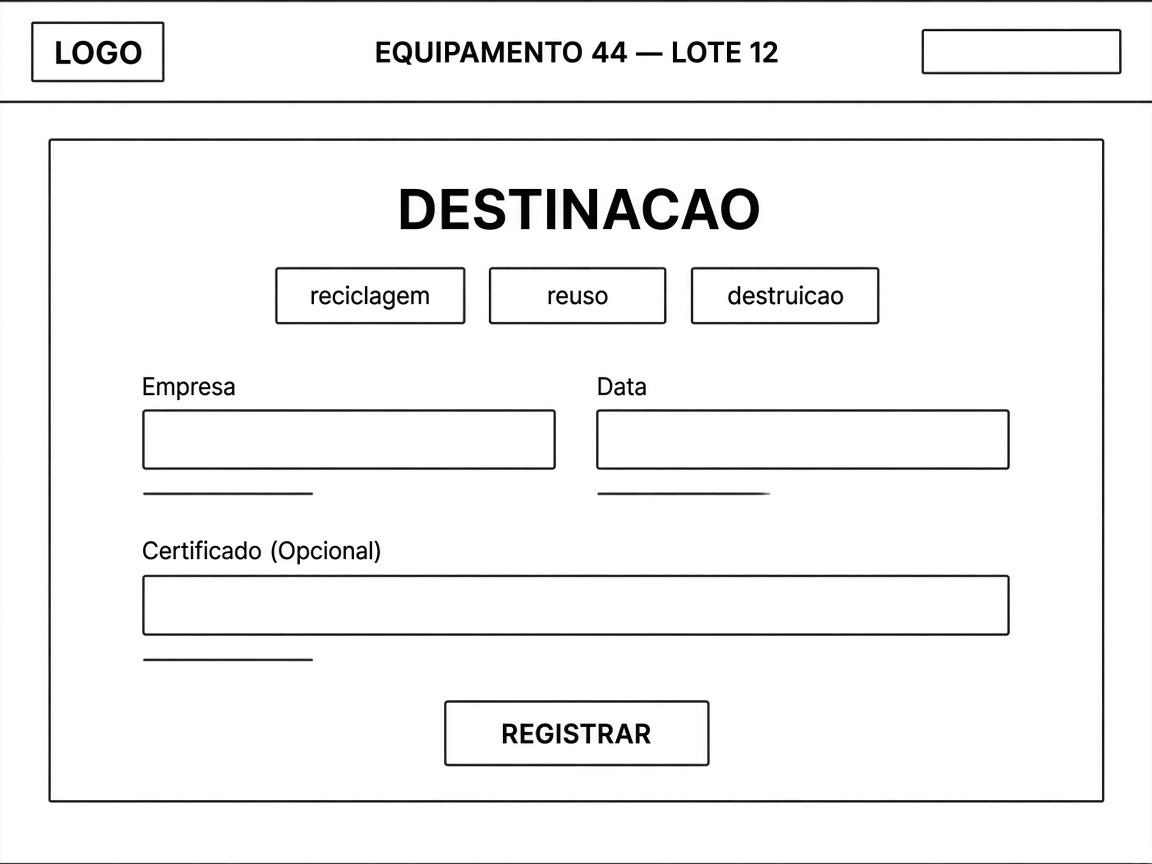 LOGO
EQUIPAMENTO 44 — LOTE 12
DESTINACAO
reciclagem
reuso
destruicao
Empresa
Data
Certificado (Opcional)
REGISTRAR